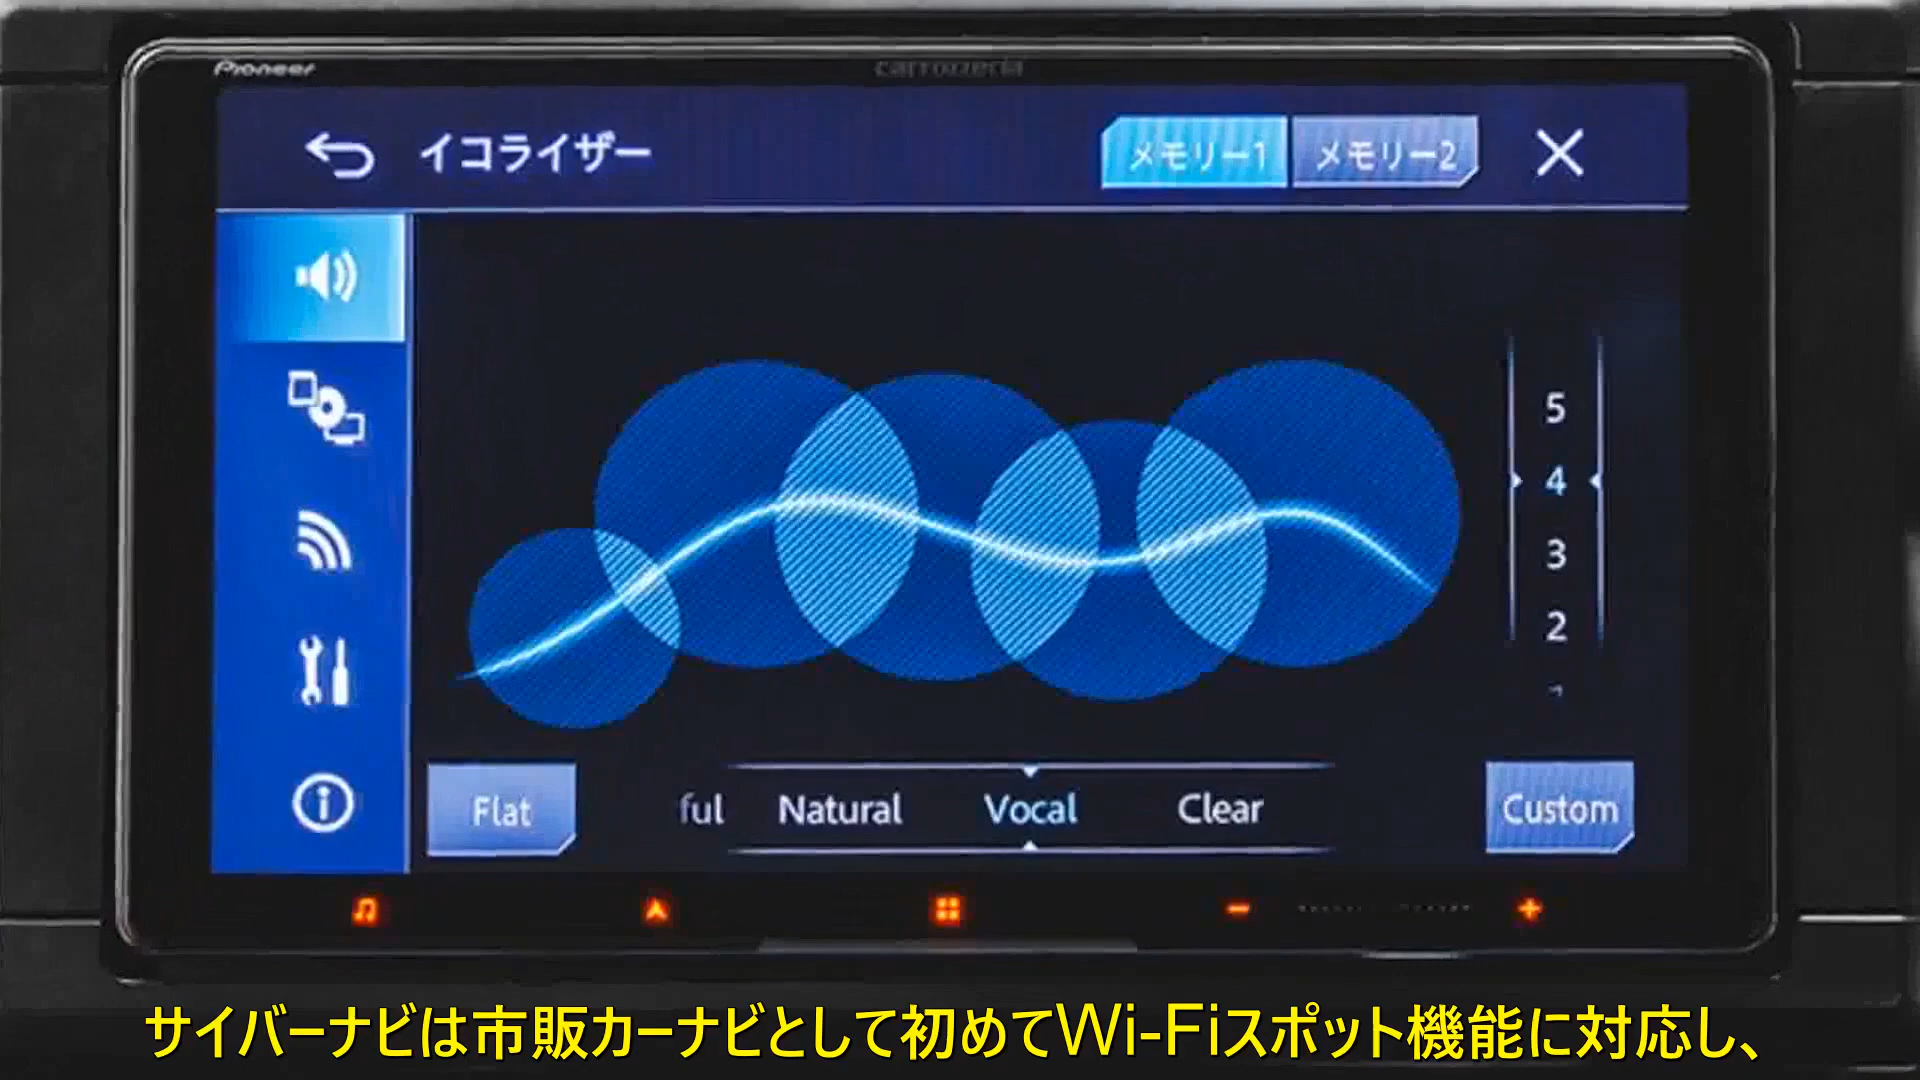 Pioneer
carrozzeria
イコライザー
メモリー1
メモリー2
5
4
3
2
Flat
ful
Natural
Vocal
Clear
Custom
サイバーナビは市販カーナビとして初めてWi-Fiスポット機能に対応し、